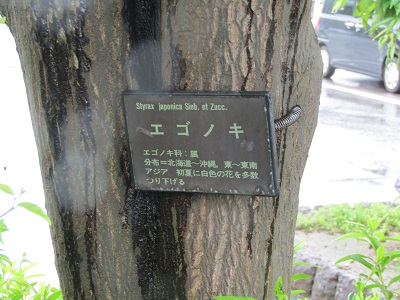 Styrax japonica Sieb. et Zucc.
エゴノキ
エゴノキ科:属
分布=北海道~沖縄。東~東南
アジア 初夏に白色の花を多数
つり下げる